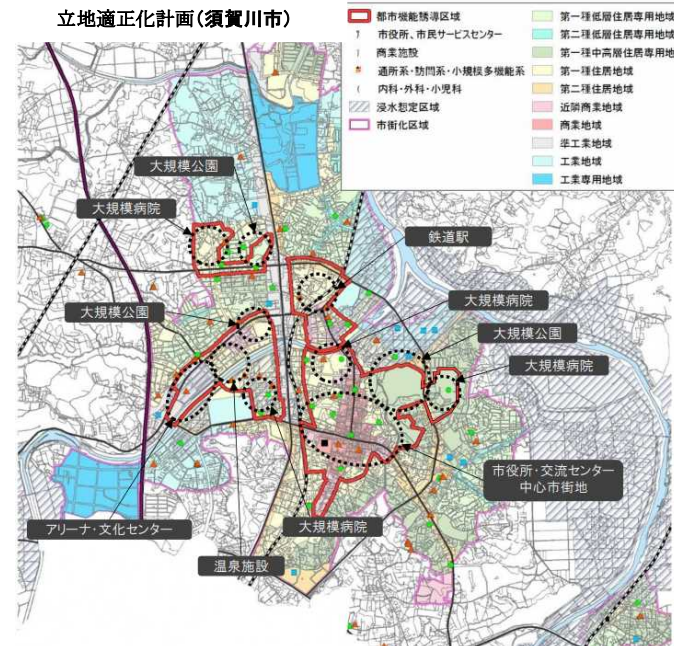 立地適正化計画(須賀川市)
都市機能誘導区域
市役所、市民サービスセンター
商業施設
通所系・訪問系・小規模多機能系
内科・外科・小児科
浸水想定区域
市街化区域
第一種低層住居専用地域
第二種低層住居専用地域
第一種中高層住居専用地域
第一種住居地域
第二種住居地域
近隣商業地域
商業地域
準工業地域
工業地域
工業専用地域
大規模公園
大規模病院
鉄道駅
大規模病院
大規模公園
大規模公園
大規模病院
市役所・交流センター
中心市街地
アリーナ・文化センター
大規模病院
温泉施設